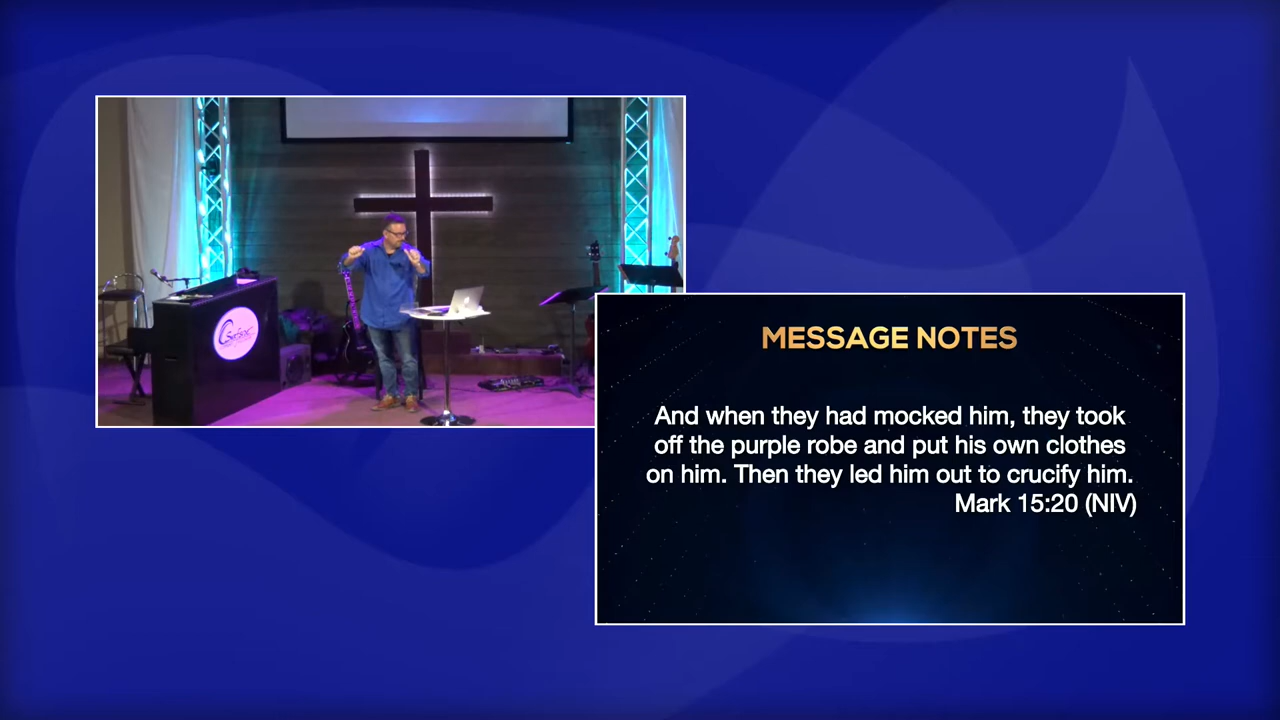 MESSAGE NOTES
And when they had mocked him, they took
off the purple robe and put his own clothes
on him. Then they led him out to crucify him.
Mark 15:20 (NIV)